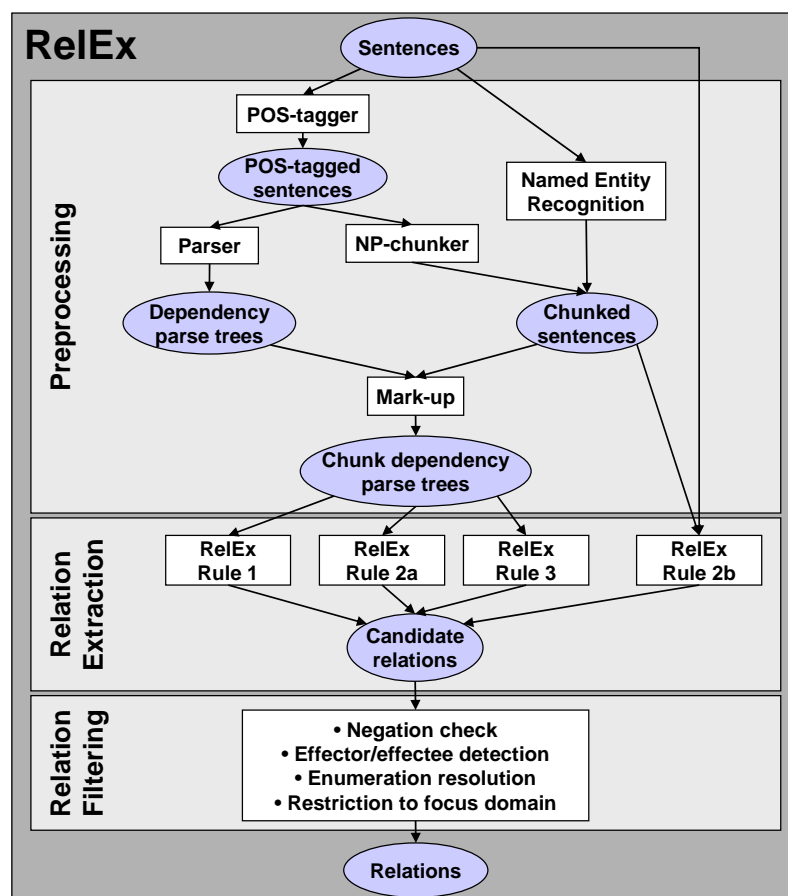 RelEx
Sentences
Preprocessing
POS-tagger
POS-tagged
sentences
Named Entity
Recognition
Parser
NP-chunker
Dependency
parse trees
Chunked
sentences
Mark-up
Chunk dependency
parse trees
Relation
Extraction
RelEx
Rule 1
RelEx
Rule 2a
RelEx
Rule 3
RelEx
Rule 2b
Candidate
relations
Relation
Filtering
• Negation check
• Effector/effectee detection
• Enumeration resolution
• Restriction to focus domain
Relations